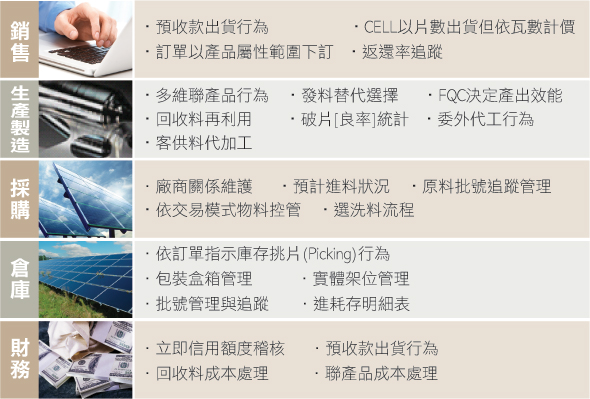 銷售
・預收款出貨行為 ・CELL以片數出貨但依瓦數計價
・訂單以產品屬性範圍下訂 ・返還率追蹤
生產製造
・多維聯產品行為 ・發料替代選擇 ・FQC決定產出效能
・回收料再利用 ・破片[良率]統計 ・委外代工行為
・客供料代加工
採購
・廠商關係維護 ・預計進料狀況 ・原料批號追蹤管理
・依交易模式物料控管 ・選洗料流程
倉庫
・依訂單指示庫存挑片(Picking)行為
・包裝盒箱管理 ・實體架位管理
・批號管理與追蹤 ・進耗存明細表
財務
・立即信用額度稽核 ・預收款出貨行為
・回收料成本處理 ・聯產品成本處理